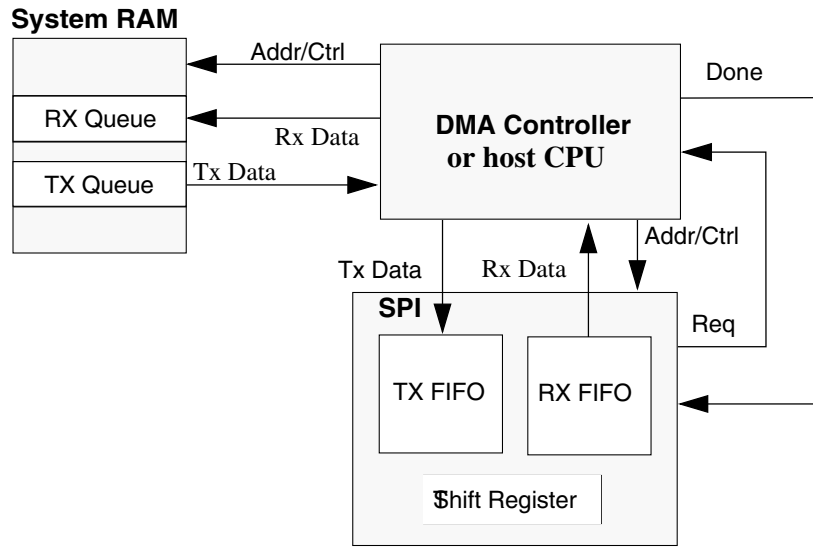 System RAM
Addr/Ctrl
Done
RX Queue
Rx Data
DMA Controller
or host CPU
TX Queue
Tx Data
Addr/Ctrl
Tx Data
Rx Data
SPI
Req
TX FIFO
RX FIFO
Shift Register